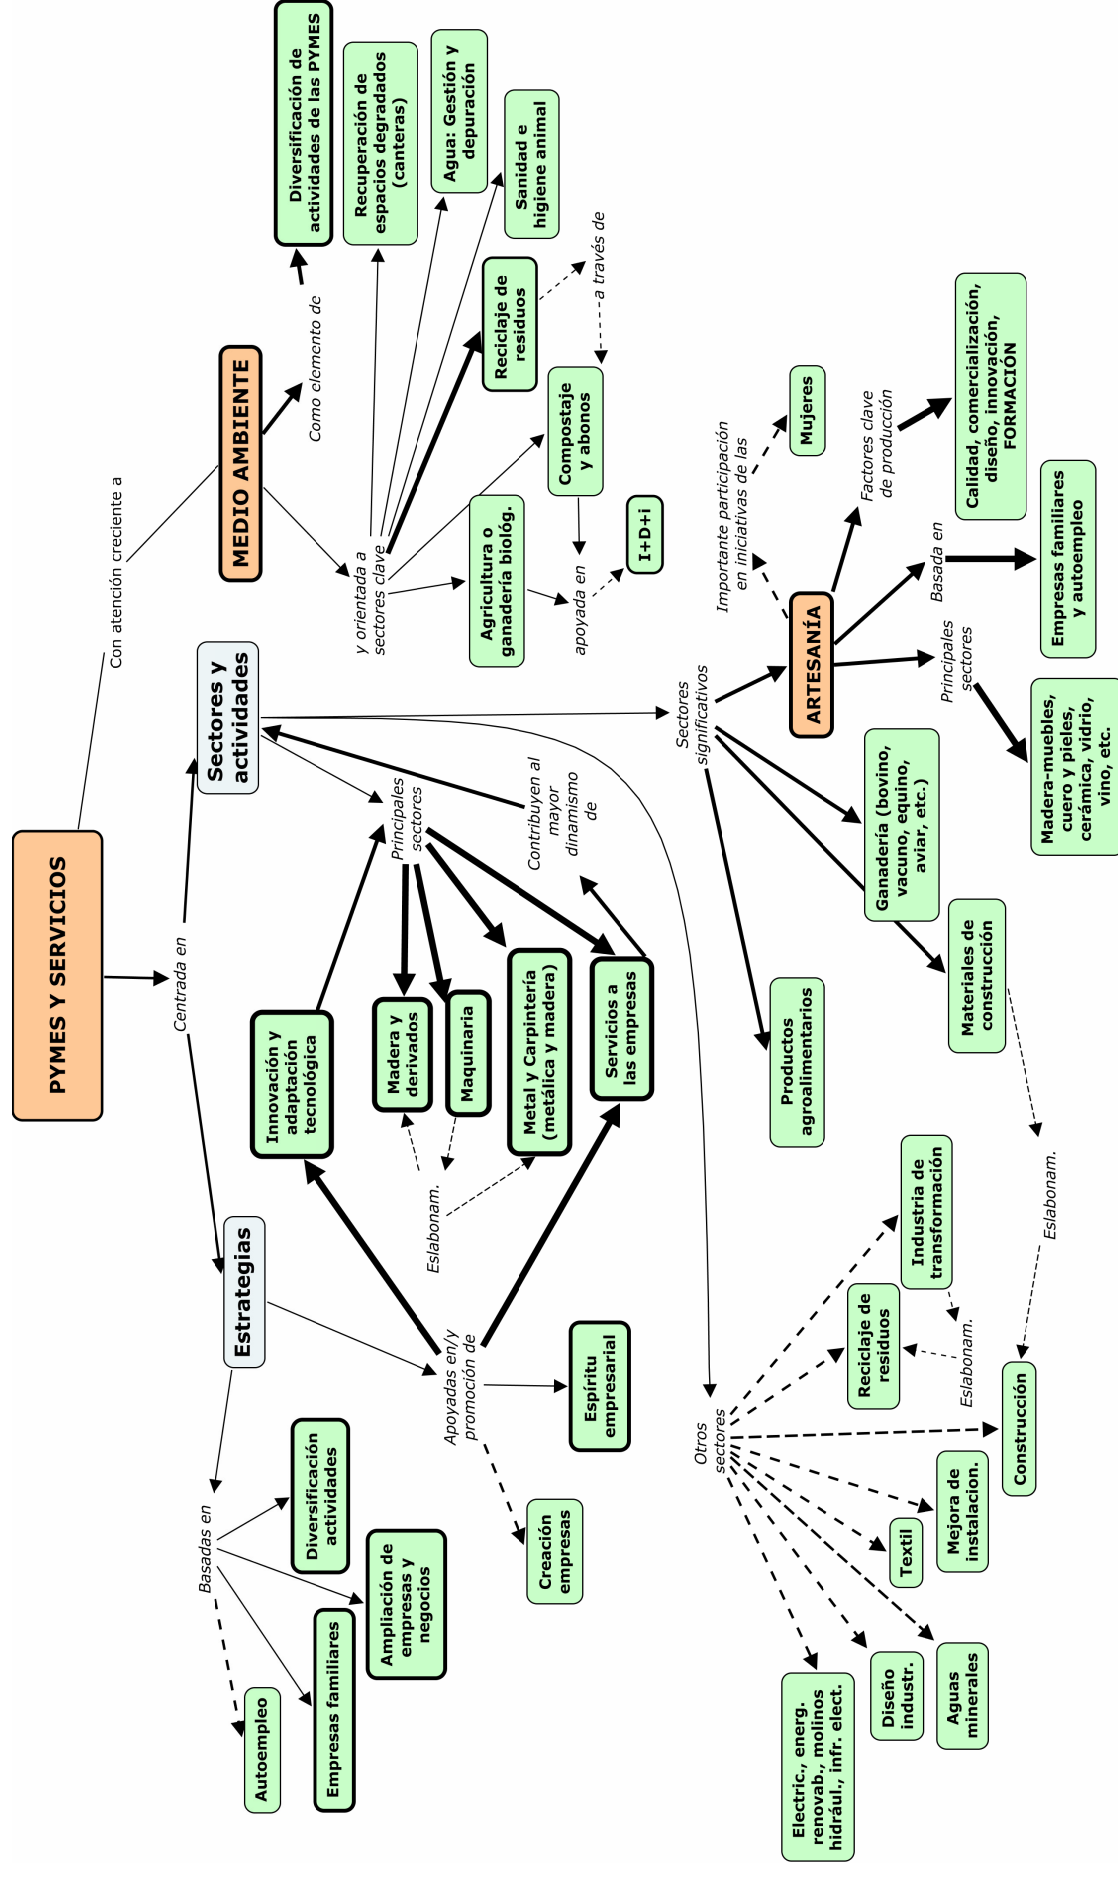 PYMES Y SERVICIOS
Con atención creciente a
MEDIO AMBIENTE
Como elemento de
Diversificación de
actividades de las PYMES
y orientada a
sectores clave
Recuperación de
espacios degradados
(canteras)
Agua: Gestión y
depuración
Sanidad e
higiene animal
Reciclaje de
residuos
a través de
Compostaje
y abonos
Agricultura o
ganadería biológ.
apoyada en
I+D+i
Centrada en
Estrategias
Basadas en
Autoempleo
Empresas familiares
Ampliación de
empresas y
negocios
Diversificación
actividades
Apoyadas en/y
promoción de
Creación
empresas
Espíritu
empresarial
Innovación y
adaptación
tecnológica
Servicios a
las empresas
Sectores y
actividades
Principales
sectores
Madera y
derivados
Maquinaria
Metal y Carpintería
(metálica y madera)
Eslabonam.
Contribuyen al
mayor
dinamismo
de
Sectores
significativos
Productos
agroalimentarios
Materiales de
construcción
Ganadería (bovino,
vacuno, equino,
aviar, etc.)
ARTESANÍA
Importante participación
en iniciativas de las
Mujeres
Factores clave
de producción
Calidad, comercialización,
diseño, innovación,
FORMACIÓN
Basada en
Empresas familiares
y autoempleo
Principales
sectores
Madera-muebles,
cuero y pieles,
cerámica, vidrio,
vino, etc.
Otros
sectores
Electric., energ.
renovab., molinos
hidrául., infr. elect.
Diseño
industr.
Aguas
minerales
Textil
Mejora de
instalacion.
Construcción
Reciclaje de
residuos
Industria de
transformación
Eslabonam.
Eslabonam.